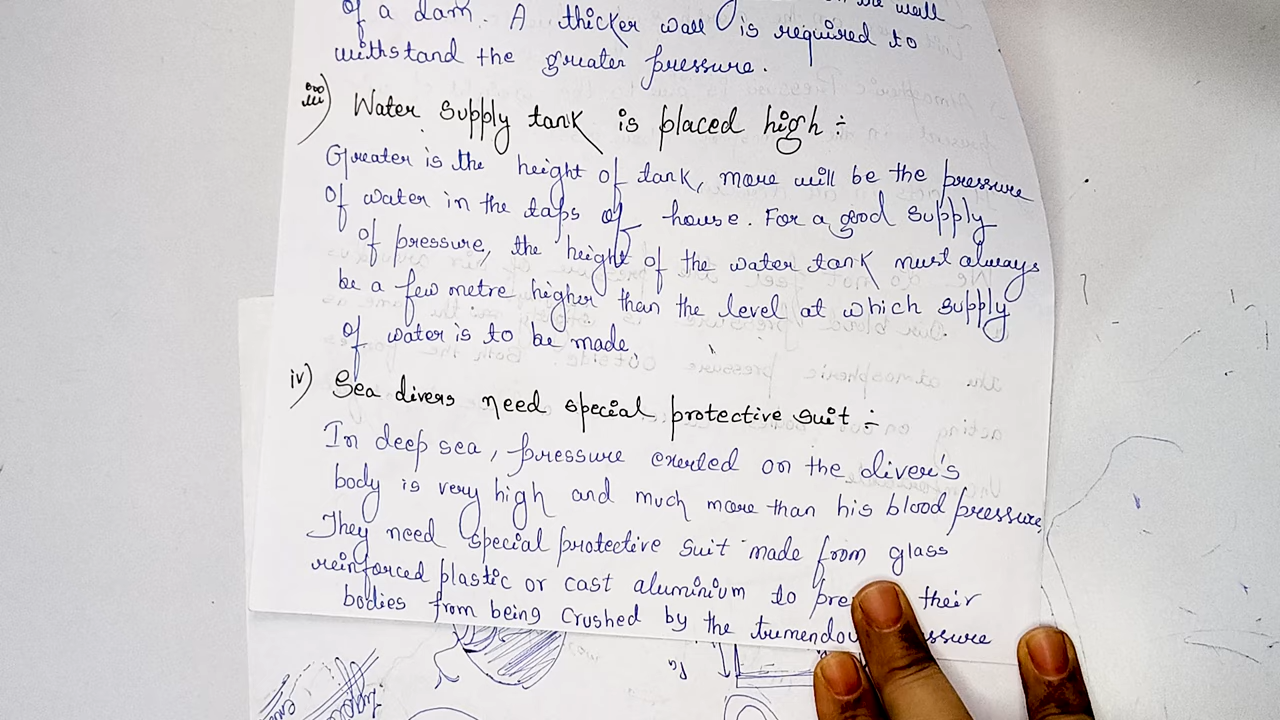 of a dam. A thicker wall is required to
withstand the greater pressure.
iii) Water supply tank is placed high ÷
Greater is the height of tank, more will be the pressure
of water in the taps of house. For a good supply
of pressure, the height of the water tank must always
be a few metre higher than the level at which supply
of water is to be made.
iv) Sea divers need special protective suit ÷
In deep sea, pressure exerted on the diver's
body is very high and much more than his blood pressure.
They need special protective suit made from glass
reinforced plastic or cast aluminium to their
bodies from being crushed by the